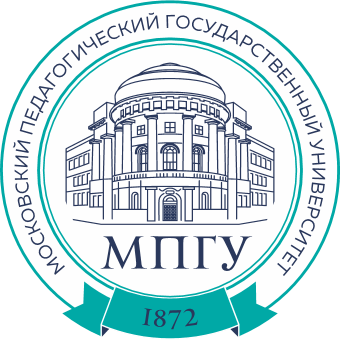 МОСКОВСКИЙ ПЕДАГОГИЧЕСКИЙ ГОСУДАРСТВЕННЫЙ УНИВЕРСИТЕТ
МПГУ
1872